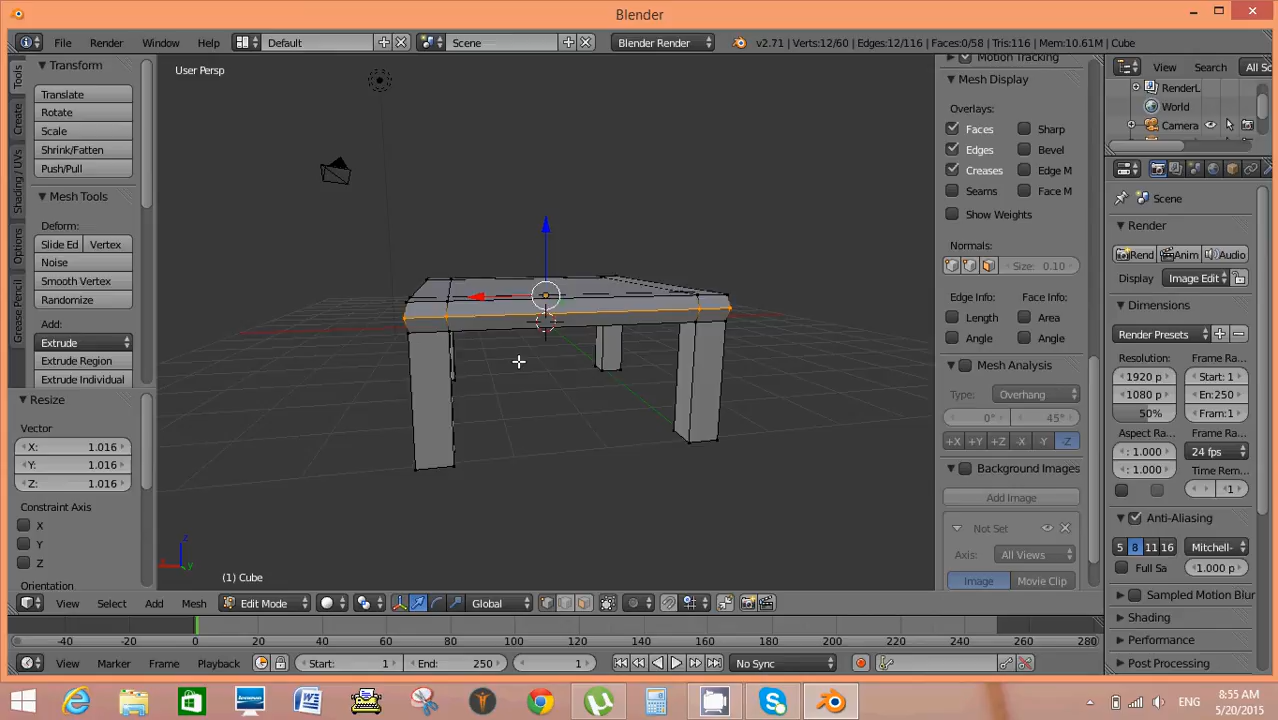 Blender
File Render Window Help Default Scene Blender Render v2.71 | Verts:12/60 | Edges:12/116 | Faces:0/58 | Tris:116 | Mem:10.61M | Cube
Tools
Create
Shading / UVs
Options
Grease Pencil
Transform
Translate
Rotate
Scale
Shrink/Fatten
Push/Pull
Mesh Tools
Deform:
Slide Ed Vertex
Noise
Smooth Vertex
Randomize
Add:
Extrude
Extrude Region
Extrude Individual
Resize
Vector
X: 1.016
Y: 1.016
Z: 1.016
Constraint Axis
X
Y
Z
Orientation
User Persp
z
x
y
(1) Cube
Motion Tracking
Mesh Display
Overlays:
Faces Sharp
Edges Bevel
Creases Edge M
Seams Face M
Show Weights
Normals:
Size: 0.10
Edge Info: Face Info:
Length Area
Angle Angle
Mesh Analysis
Type: Overhang
0° 45°
+X +Y +Z -X -Y -Z
Background Images
Add Image
Not Set
Axis: All Views
Image Movie Clip
View Search All Sc
RenderL
World
Camera
Scene
Render
Rend Anim Audio
Display Image Edit
Dimensions
Render Presets
Resolution: Frame Ra
1920 p Start: 1
1080 p En:250
50% Fram:1
Aspect Ra Frame Ra
: 1.000 24 fps
: 1.000 Time Rem
1
Anti-Aliasing
5 8 11 16 Mitchell-
Full Sa 1.000 p
Sampled Motion Blur
Shading
Performance
Post Processing
View Select Add Mesh Edit Mode Global
-40 -20 0 20 40 60 80 100 120 140 160 180 200 220 240 260 280
View Marker Frame Playback Start: 1 End: 250 1 No Sync
ENG
8:55 AM
5/20/2015